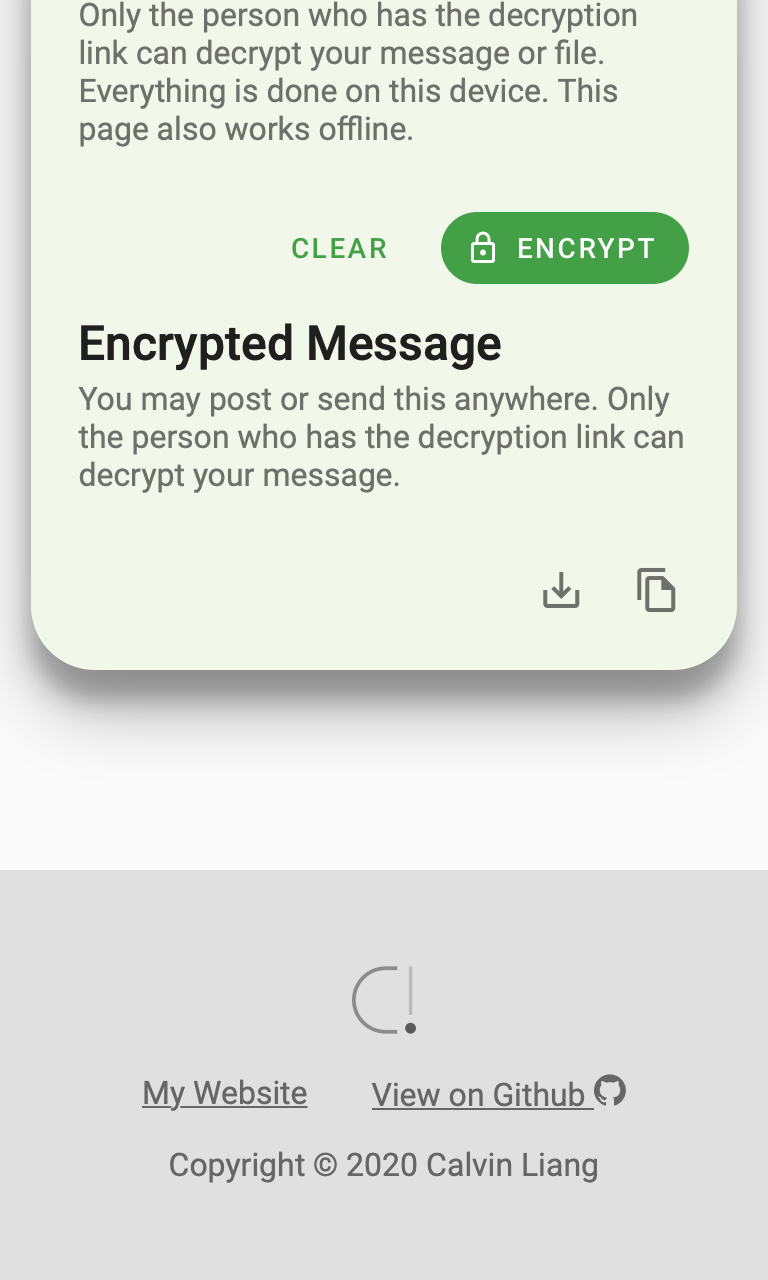 Only the person who has the decryption
link can decrypt your message or file.
Everything is done on this device. This
page also works offline.
CLEAR ENCRYPT
Encrypted Message
You may post or send this anywhere. Only
the person who has the decryption link can
decrypt your message.
C!
My Website View on Github
Copyright © 2020 Calvin Liang